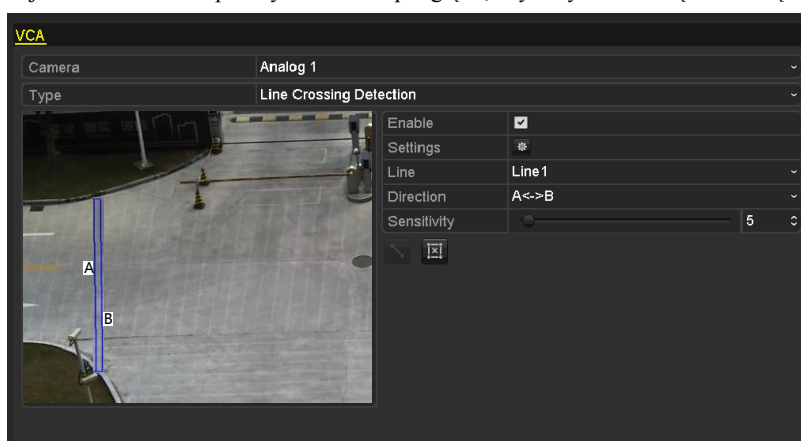 VCA
Camera Analog 1
Type Line Crossing Detection
Enable
Settings
Line Line1
Direction A<->B
Sensitivity 5
A
B